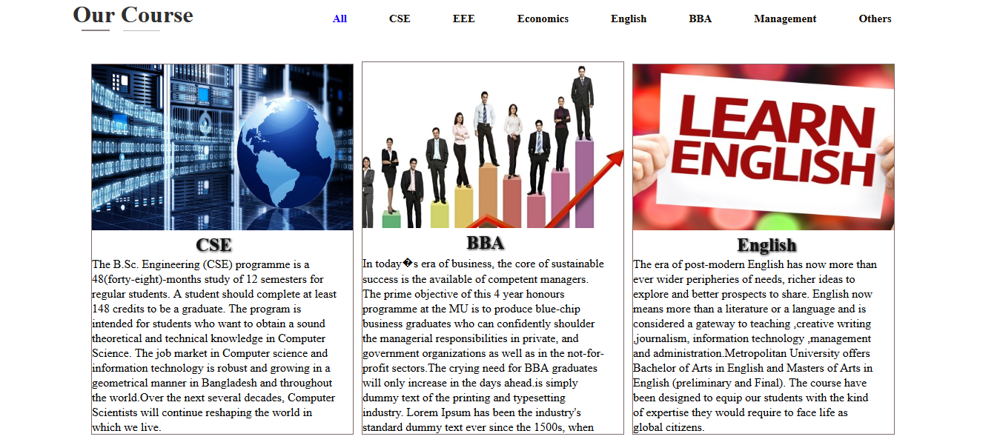 Our Course
All CSE EEE Economics English BBA Management Others
LEARN
ENGLISH
CSE
The B.Sc. Engineering (CSE) programme is a
48(forty-eight)-months study of 12 semesters for
regular students. A student should complete at least
148 credits to be a graduate. The program is
intended for students who want to obtain a sound
theoretical and technical knowledge in Computer
Science. The job market in Computer science and
information technology is robust and growing in a
geometrical manner in Bangladesh and throughout
the world.Over the next several decades, Computer
Scientists will continue reshaping the world in
which we live.
BBA
In today�s era of business, the core of sustainable
success is the available of competent managers.
The prime objective of this 4 year honours
programme at the MU is to produce blue-chip
business graduates who can confidently shoulder
the managerial responsibilities in private, and
government organizations as well as in the not-for-
profit sectors.The crying need for BBA graduates
will only increase in the days ahead.is simply
dummy text of the printing and typesetting
industry. Lorem Ipsum has been the industry's
standard dummy text ever since the 1500s, when
English
The era of post-modern English has now more than
ever wider peripheries of needs, richer ideas to
explore and better prospects to share. English now
means more than a literature or a language and is
considered a gateway to teaching ,creative writing
,journalism, information technology ,management
and administration.Metropolitan University offers
Bachelor of Arts in English and Masters of Arts in
English (preliminary and Final). The course have
been designed to equip our students with the kind
of expertise they would require to face life as
global citizens.